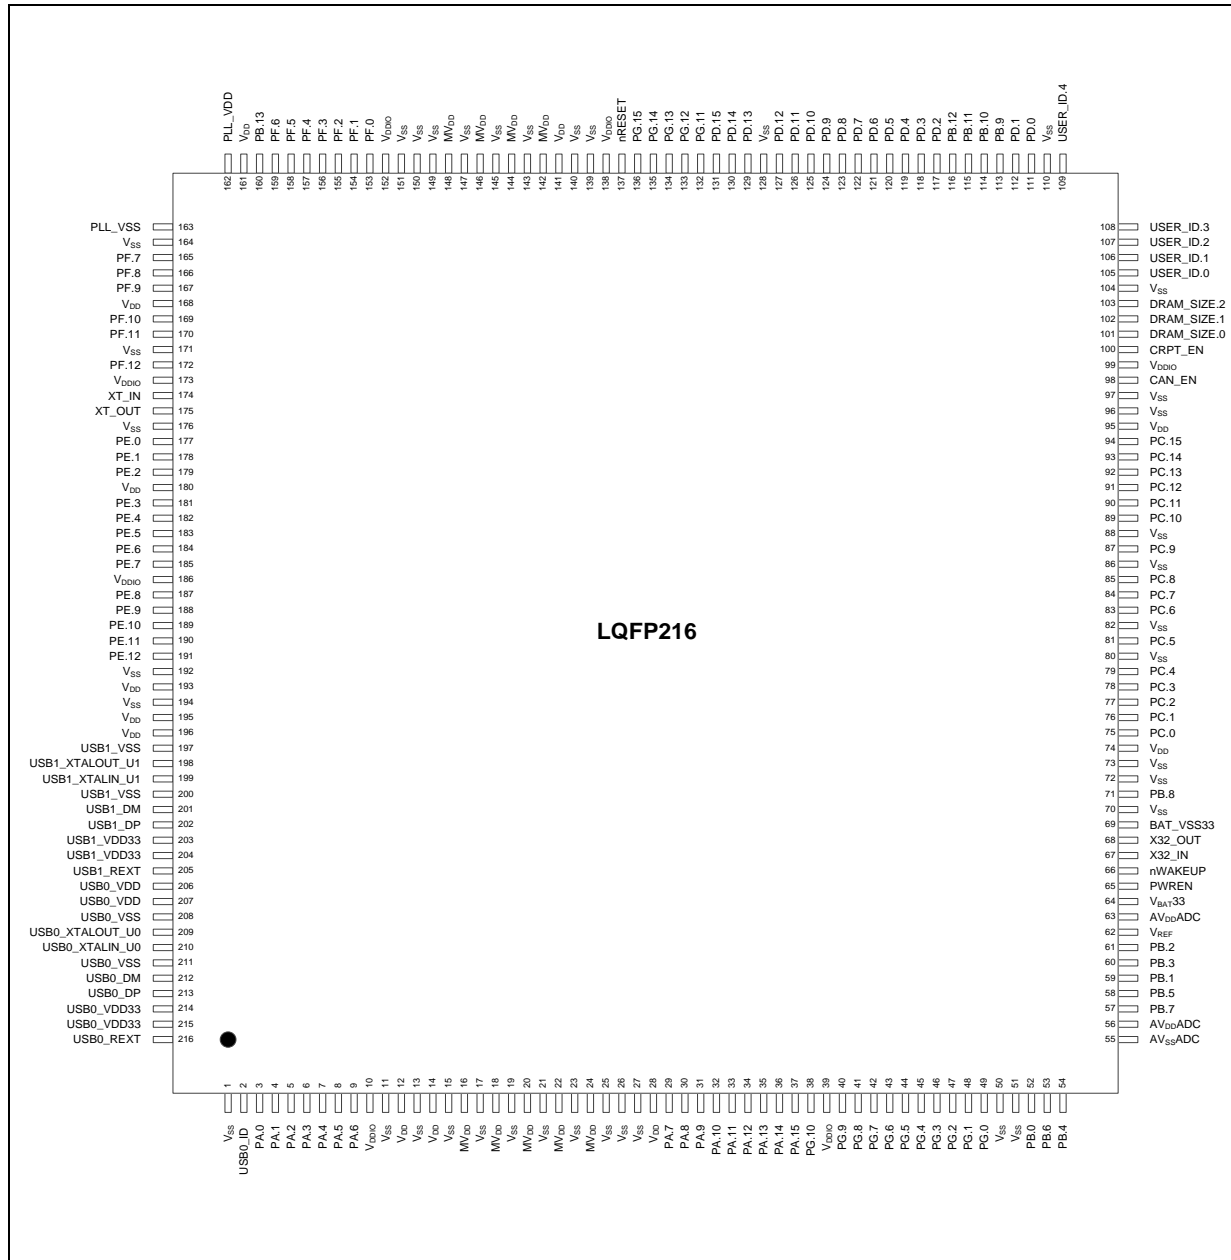 PLL_VDD
VDD
PB.13
PF.6
PF.5
PF.4
PF.3
PF.2
PF.1
PF.0
VDDIO
VSS
VSS
VSS
MVDD
VSS
MVDD
VSS
MVDD
VSS
MVDD
VDD
VSS
VSS
VDDIO
nRESET
PG.15
PG.14
PG.13
PG.12
PG.11
PD.15
PD.14
PD.13
VSS
PD.12
PD.11
PD.10
PD.9
PD.8
PD.7
PD.6
PD.5
PD.4
PD.3
PD.2
PB.12
PB.11
PB.10
PB.9
PD.1
PD.0
VSS
USER_ID.4
162 161 160 159 158 157 156 155 154 153 152 151 150 149 148 147 146 145 144 143 142 141 140 139 138 137 136 135 134 133 132 131 130 129 128 127 126 125 124 123 122 121 120 119 118 117 116 115 114 113 112 111 110 109
PLL_VSS 163
VSS 164
PF.7 165
PF.8 166
PF.9 167
VDD 168
PF.10 169
PF.11 170
VSS 171
PF.12 172
VDDIO 173
XT_IN 174
XT_OUT 175
VSS 176
PE.0 177
PE.1 178
PE.2 179
VDD 180
PE.3 181
PE.4 182
PE.5 183
PE.6 184
PE.7 185
VDDIO 186
PE.8 187
PE.9 188
PE.10 189
PE.11 190
PE.12 191
VSS 192
VDD 193
VSS 194
VDD 195
VDD 196
USB1_VSS 197
USB1_XTALOUT_U1 198
USB1_XTALIN_U1 199
USB1_VSS 200
USB1_DM 201
USB1_DP 202
USB1_VDD33 203
USB1_VDD33 204
USB1_REXT 205
USB0_VDD 206
USB0_VDD 207
USB0_VSS 208
USB0_XTALOUT_U0 209
USB0_XTALIN_U0 210
USB0_VSS 211
USB0_DM 212
USB0_DP 213
USB0_VDD33 214
USB0_VDD33 215
USB0_REXT 216
LQFP216
108 USER_ID.3
107 USER_ID.2
106 USER_ID.1
105 USER_ID.0
104 VSS
103 DRAM_SIZE.2
102 DRAM_SIZE.1
101 DRAM_SIZE.0
100 CRPT_EN
99 VDDIO
98 CAN_EN
97 VSS
96 VSS
95 VDD
94 PC.15
93 PC.14
92 PC.13
91 PC.12
90 PC.11
89 PC.10
88 VSS
87 PC.9
86 VSS
85 PC.8
84 PC.7
83 PC.6
82 VSS
81 PC.5
80 VSS
79 PC.4
78 PC.3
77 PC.2
76 PC.1
75 PC.0
74 VDD
73 VSS
72 VSS
71 PB.8
70 VSS
69 BAT_VSS33
68 X32_OUT
67 X32_IN
66 nWAKEUP
65 PWREN
64 VBAT33
63 AVDDADC
62 VREF
61 PB.2
60 PB.3
59 PB.1
58 PB.5
57 PB.7
56 AVDDADC
55 AVSSADC
1 2 3 4 5 6 7 8 9 10 11 12 13 14 15 16 17 18 19 20 21 22 23 24 25 26 27 28 29 30 31 32 33 34 35 36 37 38 39 40 41 42 43 44 45 46 47 48 49 50 51 52 53 54
VSS
USB0_ID
PA.0
PA.1
PA.2
PA.3
PA.4
PA.5
PA.6
VDDIO
VSS
VDD
VSS
VDD
VSS
MVDD
VSS
MVDD
VSS
MVDD
VSS
MVDD
VSS
MVDD
VSS
VSS
VSS
VDD
PA.7
PA.8
PA.9
PA.10
PA.11
PA.12
PA.13
PA.14
PA.15
PG.10
VDDIO
PG.9
PG.8
PG.7
PG.6
PG.5
PG.4
PG.3
PG.2
PG.1
PG.0
VSS
VSS
PB.0
PB.6
PB.4